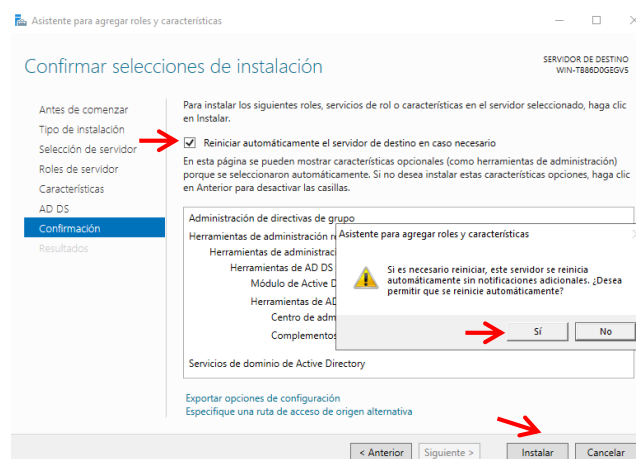 Asistente para agregar roles y características
Confirmar selecciones de instalación
SERVIDOR DE DESTINO
WIN-TB86D0GEGV5
Antes de comenzar
Tipo de instalación
Selección de servidor
Roles de servidor
Características
AD DS
Confirmación
Resultados
Para instalar los siguientes roles, servicios de rol o características en el servidor seleccionado, haga clic
en Instalar.
Reiniciar automáticamente el servidor de destino en caso necesario
En esta página se pueden mostrar características opcionales (como herramientas de administración)
porque se seleccionaron automáticamente. Si no desea instalar estas características opciones, haga clic
en Anterior para desactivar las casillas.
Administración de directivas de grupo
Herramientas de administración r
Herramientas de administrac
Herramientas de AD DS
Módulo de Active D
Herramientas de AD
Centro de adm
Complementos
Servicios de dominio de Active Directory
Asistente para agregar roles y características
Si es necesario reiniciar, este servidor se reinicia
automáticamente sin notificaciones adicionales. ¿Desea
permitir que se reinicie automáticamente?
Sí
No
Exportar opciones de configuración
Especifique una ruta de acceso de origen alternativa
< Anterior
Siguiente >
Instalar
Cancelar